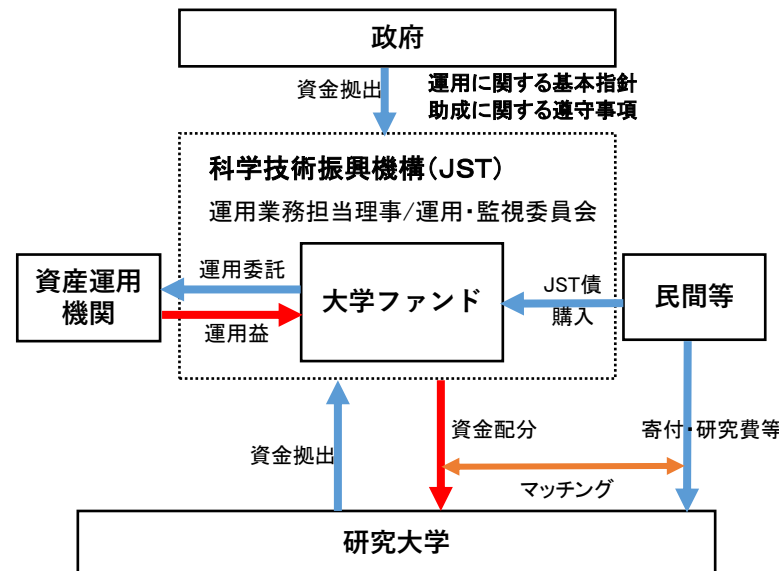 政府
資金拠出
運用に関する基本指針
助成に関する遵守事項
科学技術振興機構(JST)
運用業務担当理事/運用・監視委員会
資産運用
機関
運用委託
運用益
大学ファンド
JST債
購入
民間等
資金拠出
資金配分
寄付・研究費等
マッチング
研究大学